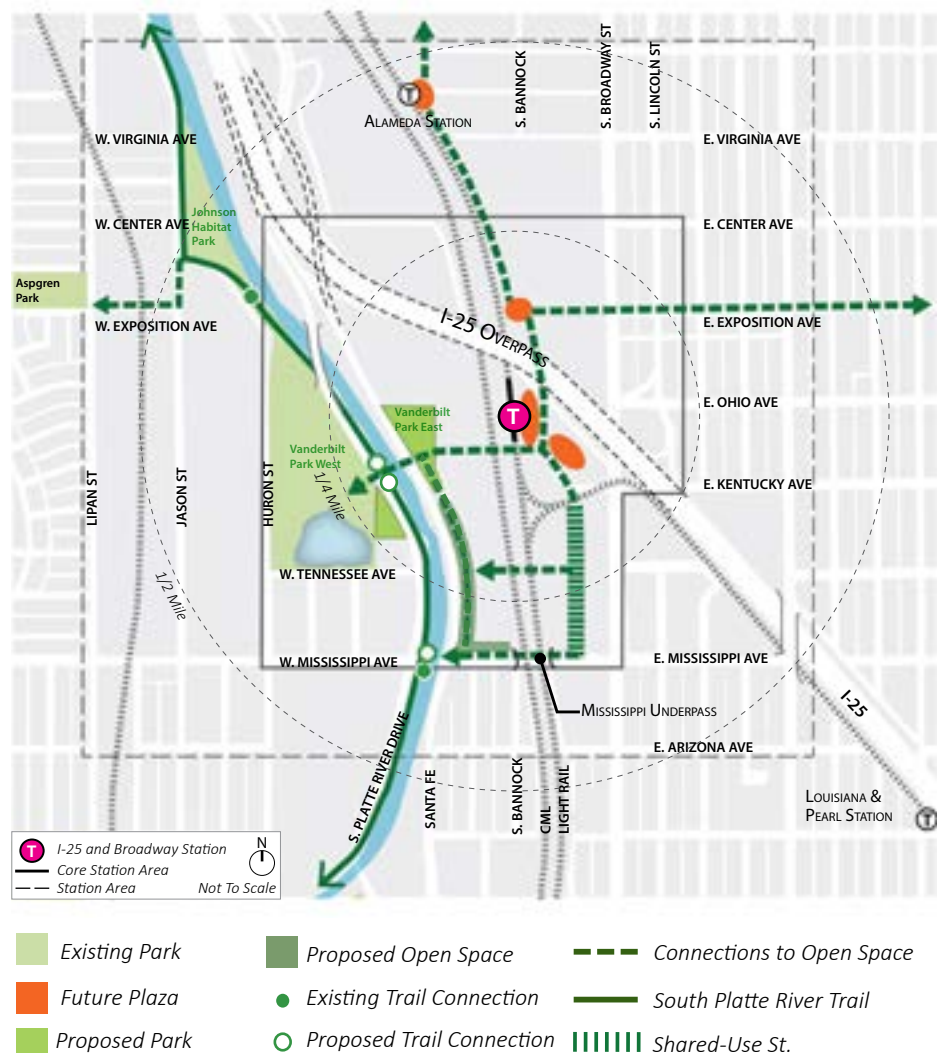 S. BANNOCK
S. BROADWAY ST
S. LINCOLN ST
T
ALAMEDA STATION
W. VIRGINIA AVE
E. VIRGINIA AVE
Johnson
Habitat
Park
W. CENTER AVE
E. CENTER AVE
Aspgren
Park
W. EXPOSITION AVE
E. EXPOSITION AVE
I-25 OVERPASS
E. OHIO AVE
T
Vanderbilt
Park East
Vanderbilt
Park West
1/4 Mile
LIPAN ST
JASON ST
HURON ST
E. KENTUCKY AVE
W. TENNESSEE AVE
1/2 Mile
W. MISSISSIPPI AVE
E. MISSISSIPPI AVE
MISSISSIPPI UNDERPASS
I-25
E. ARIZONA AVE
S. PLATTE RIVER DRIVE
SANTA FE
S. BANNOCK
CML
LIGHT RAIL
LOUISIANA &
PEARL STATION
T
T I-25 and Broadway Station
N
Core Station Area
Station Area
Not To Scale
Existing Park
Proposed Open Space
Connections to Open Space
Future Plaza
Existing Trail Connection
South Platte River Trail
Proposed Park
Proposed Trail Connection
Shared-Use St.